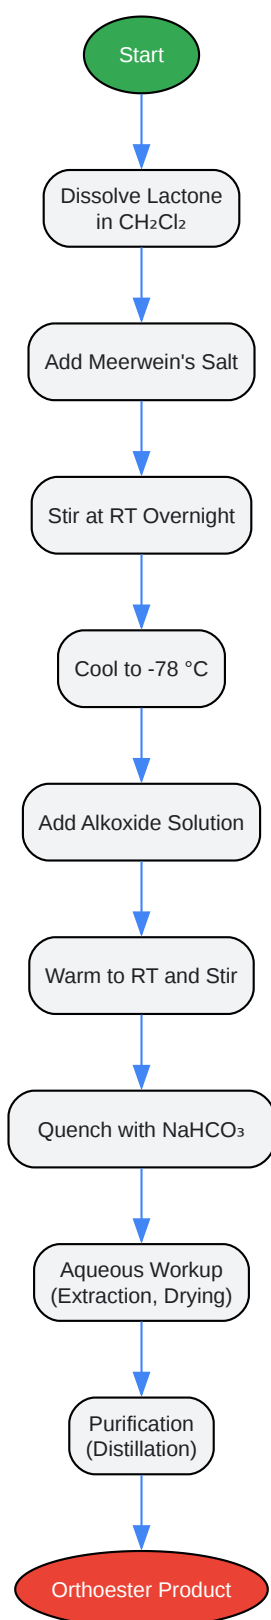 Start
Dissolve Lactone
in CH₂Cl₂
Add Meerwein's Salt
Stir at RT Overnight
Cool to -78 °C
Add Alkoxide Solution
Warm to RT and Stir
Quench with NaHCO₃
Aqueous Workup
(Extraction, Drying)
Purification
(Distillation)
Orthoester Product